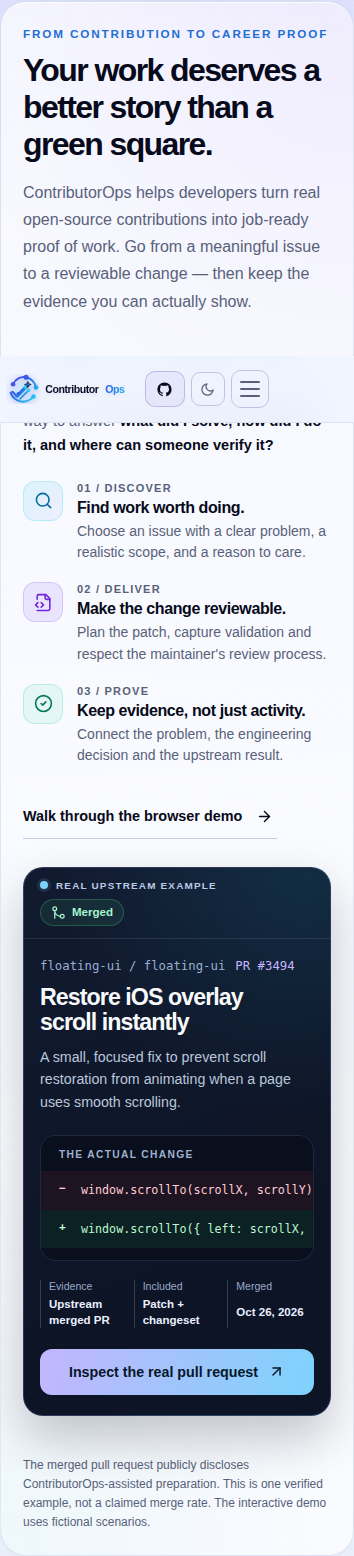 FROM CONTRIBUTION TO CAREER PROOF
Your work deserves a
better story than a
green square.
ContributorOps helps developers turn real
open-source contributions into job-ready
proof of work. Go from a meaningful issue
to a reviewable change — then keep the
evidence you can actually show.
Contributor Ops
way to answer what did I solve, how did I do
it, and where can someone verify it?
01 / DISCOVER
Find work worth doing.
Choose an issue with a clear problem, a
realistic scope, and a reason to care.
02 / DELIVER
Make the change reviewable.
Plan the patch, capture validation and
respect the maintainer's review process.
03 / PROVE
Keep evidence, not just activity.
Connect the problem, the engineering
decision and the upstream result.
Walk through the browser demo →
REAL UPSTREAM EXAMPLE
Merged
floating-ui / floating-ui PR #3494
Restore iOS overlay
scroll instantly
A small, focused fix to prevent scroll
restoration from animating when a page
uses smooth scrolling.
THE ACTUAL CHANGE
− window.scrollTo(scrollX, scrollY)
+ window.scrollTo({ left: scrollX,
Evidence
Upstream
merged PR
Included
Patch +
changeset
Merged
Oct 26, 2026
Inspect the real pull request ↗
The merged pull request publicly discloses
ContributorOps-assisted preparation. This is one verified
example, not a claimed merge rate. The interactive demo
uses fictional scenarios.